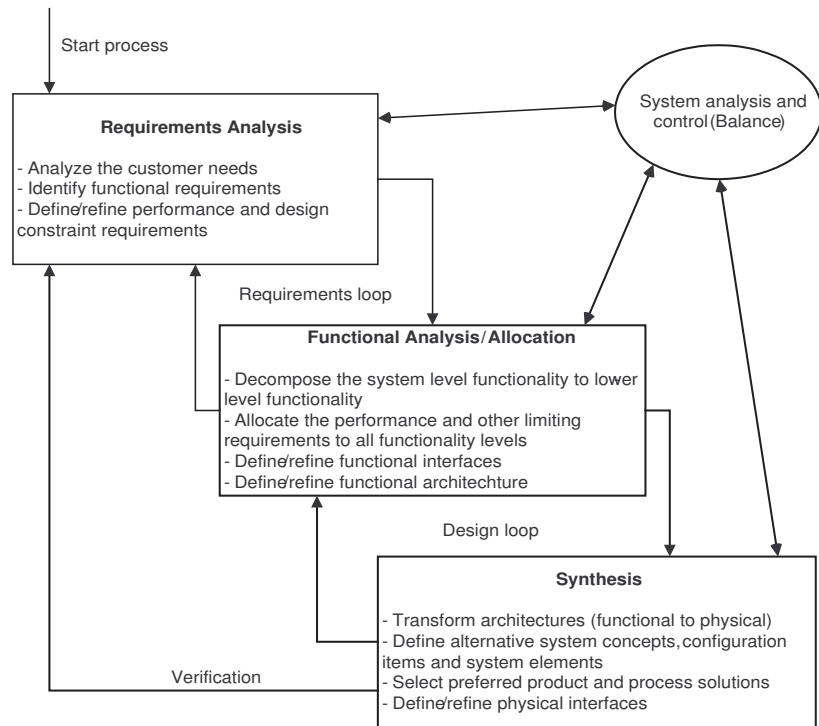 Start process
System analysis and
control(Balance)
Requirements Analysis
- Analyze the customer needs
- Identify functional requirements
- Define/refine performance and design
constraint requirements
Requirements loop
Functional Analysis/Allocation
- Decompose the system level functionality to lower
level functionality
- Allocate the performance and other limiting
requirements to all functionality levels
- Define/refine functional interfaces
- Define/refine functional architechture
Design loop
Synthesis
- Transform architectures (functional to physical)
- Define alternative system concepts,configuration
items and system elements
- Select preferred product and process solutions
- Define/refine physical interfaces
Verification